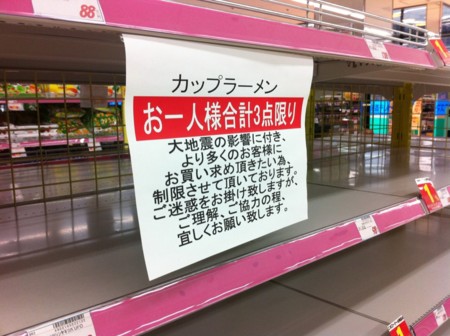 88
カップラーメン
お一人様合計3点限り
大地震の影響に付き、
より多くのお客様に
お買い求め頂きたい為、
制限させて頂いております。
ご迷惑をお掛け致しますが、
ご理解、ご協力の程、
宜しくお願い致します。